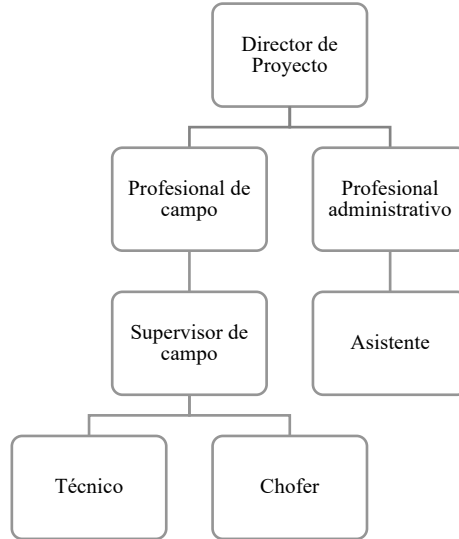 Director de
Proyecto
Profesional de
campo
Profesional
administrativo
Supervisor de
campo
Asistente
Técnico
Chofer